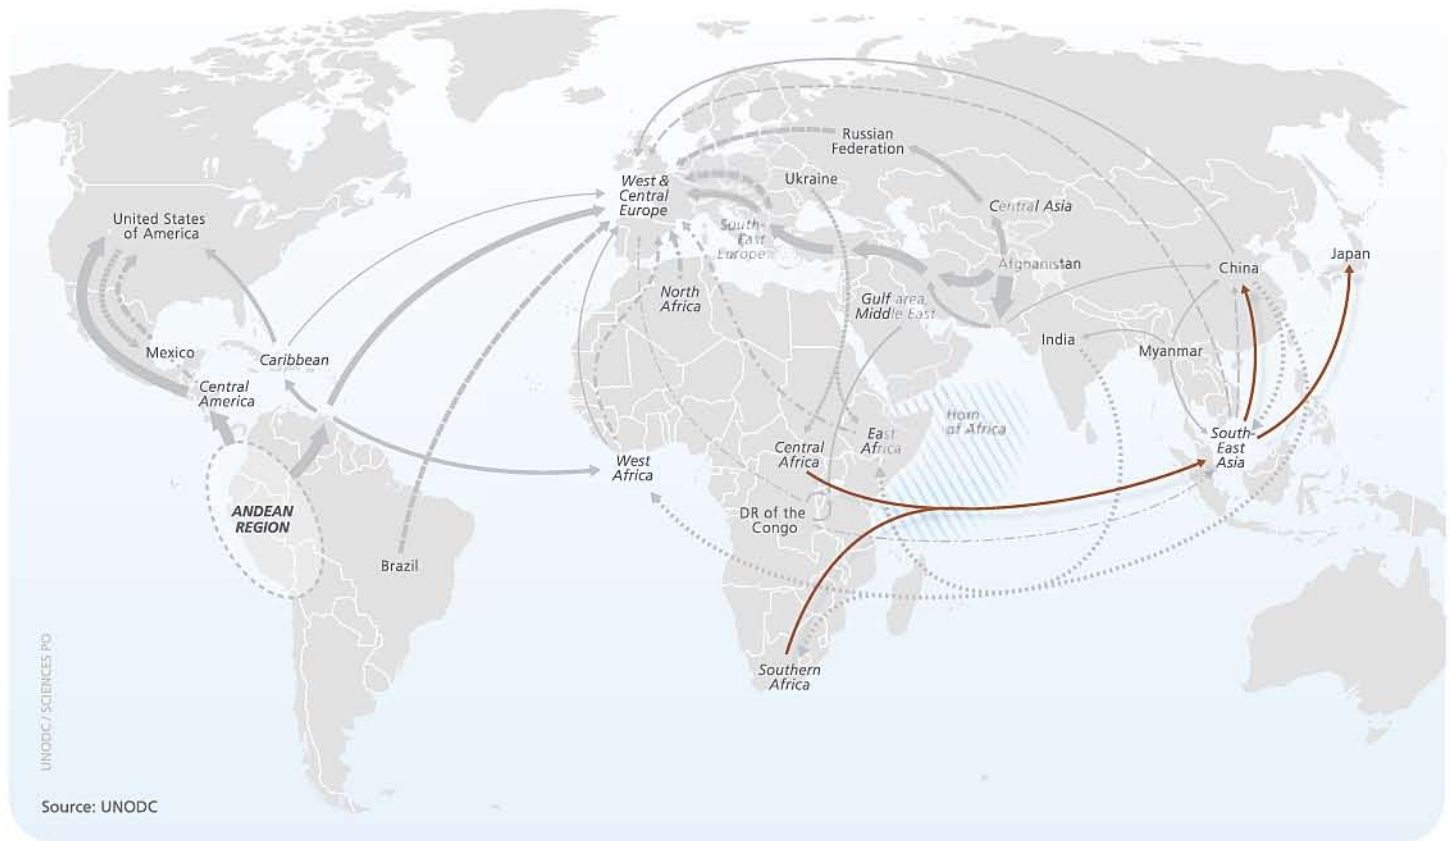 Russian
Federation
West &
Central
Europe
Ukraine
Central Asia
United States
of America
South-
East
Europe
Afghanistan
China
Japan
North
Africa
Gulf area,
Middle East
India
Mexico
Myanmar
Caribbean
Central
America
Horn
of Africa
West
Africa
Central
Africa
East
Africa
South-
East
Asia
ANDEAN
REGION
DR of the
Congo
Brazil
Southern
Africa
UNODC / SCIENCES PO
Source: UNODC